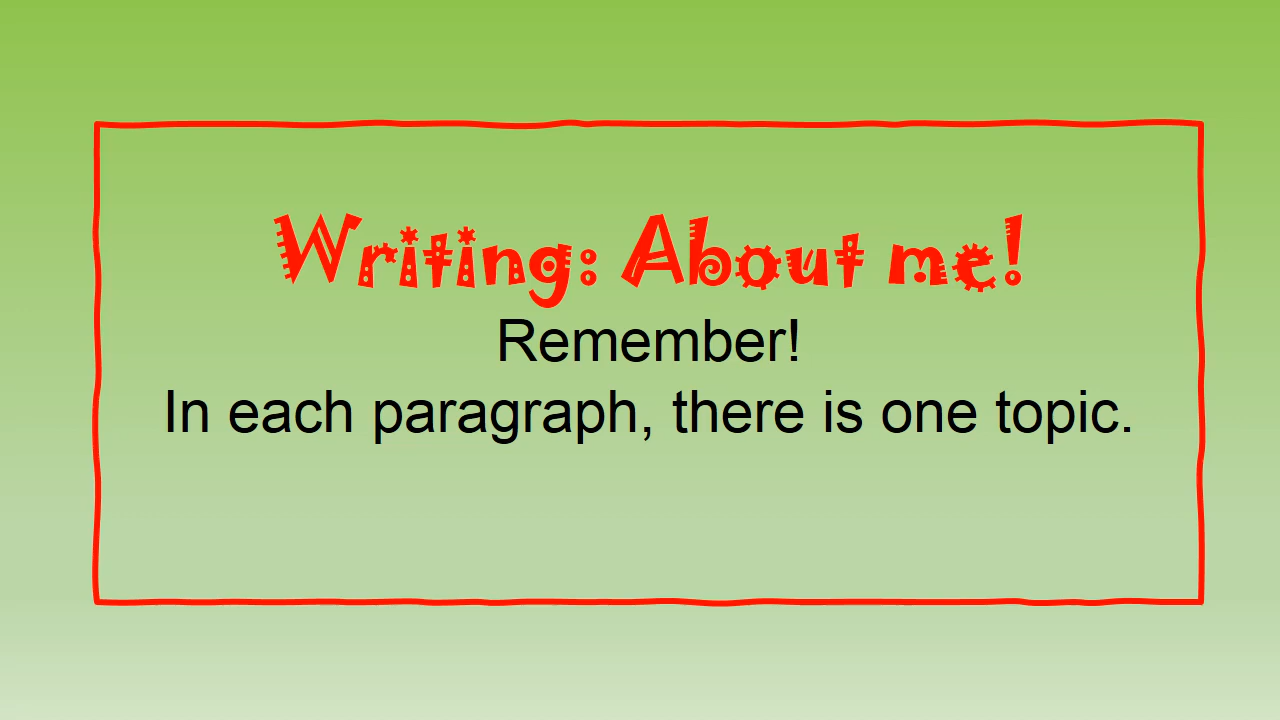 Writing: About me!
Remember!
In each paragraph, there is one topic.